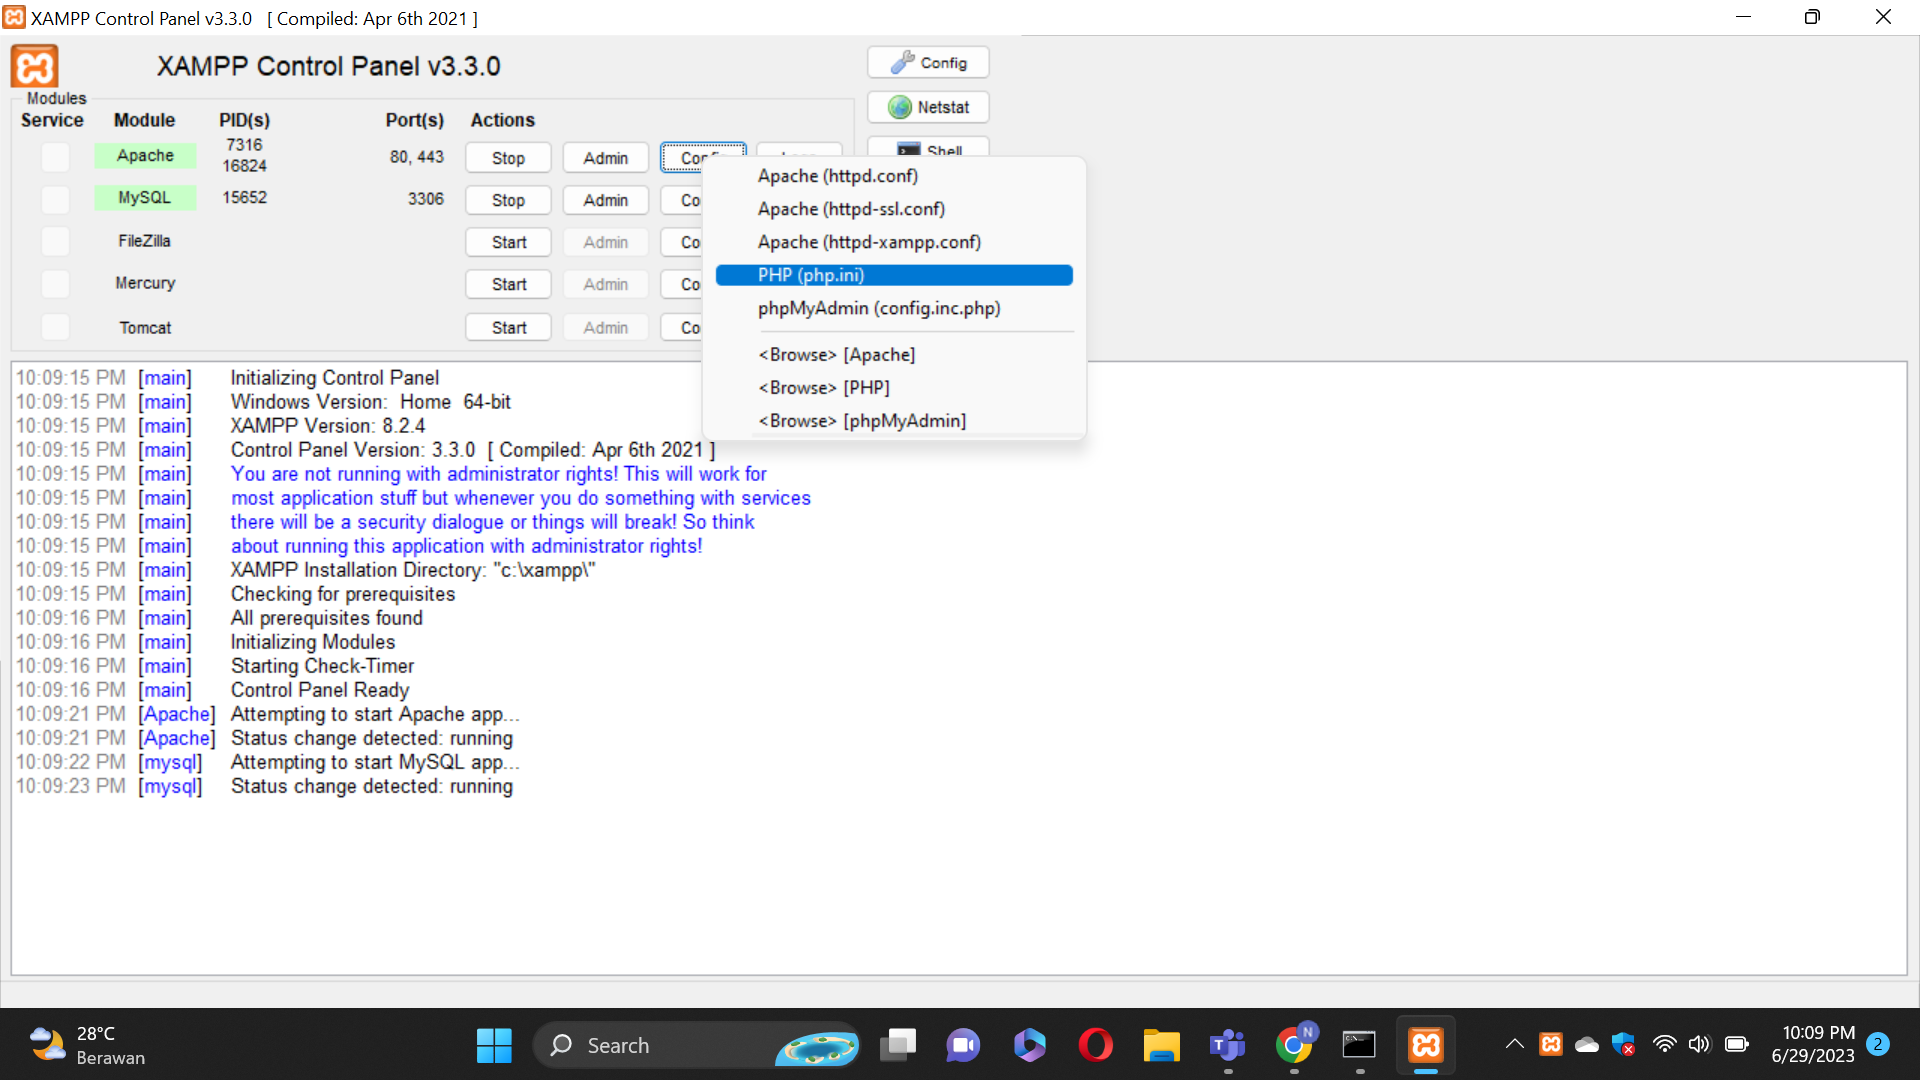 XAMPP Control Panel v3.3.0 [ Compiled: Apr 6th 2021 ]
XAMPP Control Panel v3.3.0
Config
Modules
Service Module PID(s) Port(s) Actions
Netstat
Apache 7316 16824 80, 443 Stop Admin
Shell
MySQL 15652 3306 Stop Admin
FileZilla Start Admin
Mercury Start Admin
Tomcat Start Admin
Apache (httpd.conf)
Apache (httpd-ssl.conf)
Apache (httpd-xampp.conf)
PHP (php.ini)
phpMyAdmin (config.inc.php)
<Browse> [Apache]
<Browse> [PHP]
<Browse> [phpMyAdmin]
10:09:15 PM [main] Initializing Control Panel
10:09:15 PM [main] Windows Version: Home 64-bit
10:09:15 PM [main] XAMPP Version: 8.2.4
10:09:15 PM [main] Control Panel Version: 3.3.0 [ Compiled: Apr 6th 2021 ]
10:09:15 PM [main] You are not running with administrator rights! This will work for
10:09:15 PM [main] most application stuff but whenever you do something with services
10:09:15 PM [main] there will be a security dialogue or things will break! So think
10:09:15 PM [main] about running this application with administrator rights!
10:09:15 PM [main] XAMPP Installation Directory: "c:\xampp\"
10:09:15 PM [main] Checking for prerequisites
10:09:16 PM [main] All prerequisites found
10:09:16 PM [main] Initializing Modules
10:09:16 PM [main] Starting Check-Timer
10:09:16 PM [main] Control Panel Ready
10:09:21 PM [Apache] Attempting to start Apache app...
10:09:21 PM [Apache] Status change detected: running
10:09:22 PM [mysql] Attempting to start MySQL app...
10:09:23 PM [mysql] Status change detected: running
28°C
Berawan
Search
N
10:09 PM
6/29/2023
2